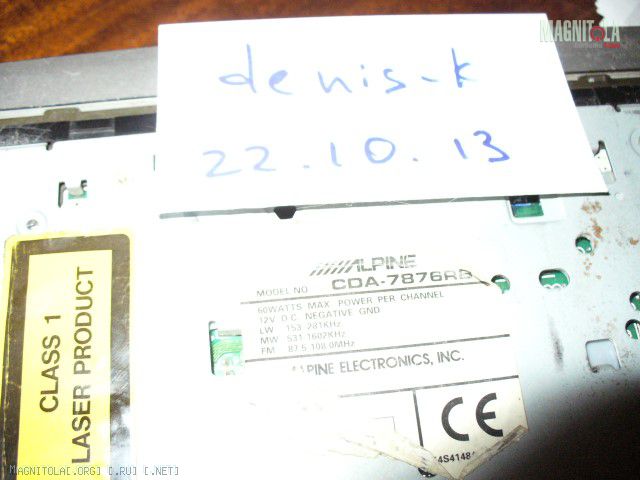 MAGNITOLA
denis-k
22.10.13
ALPINE
MODEL NO CDA-7876RB
60WATTS MAX. POWER PER CHANNEL
12V D.C. NEGATIVE GND
LW 153-281KHz
MW 531-1602KHz
FM 87.5-108.0MHz
ALPINE ELECTRONICS, INC.
CE
CLASS 1
LASER PRODUCT
MAGNITOLA[.ORG] [.RU] [.NET]